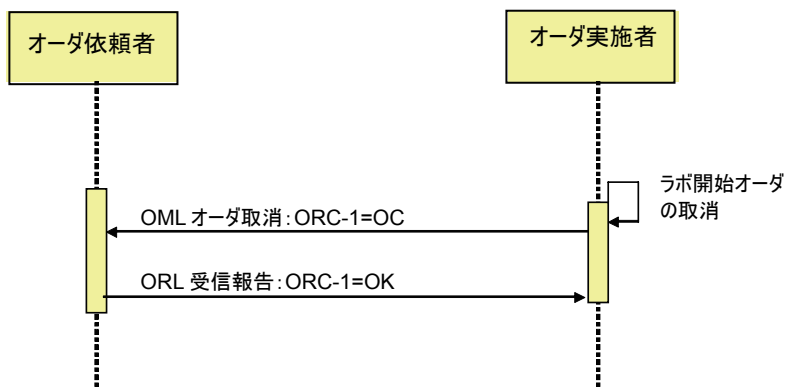 オーダ依頼者
オーダ実施者
ラボ開始オーダ
の取消
OML オーダ取消:ORC-1=OC
ORL 受信報告:ORC-1=OK